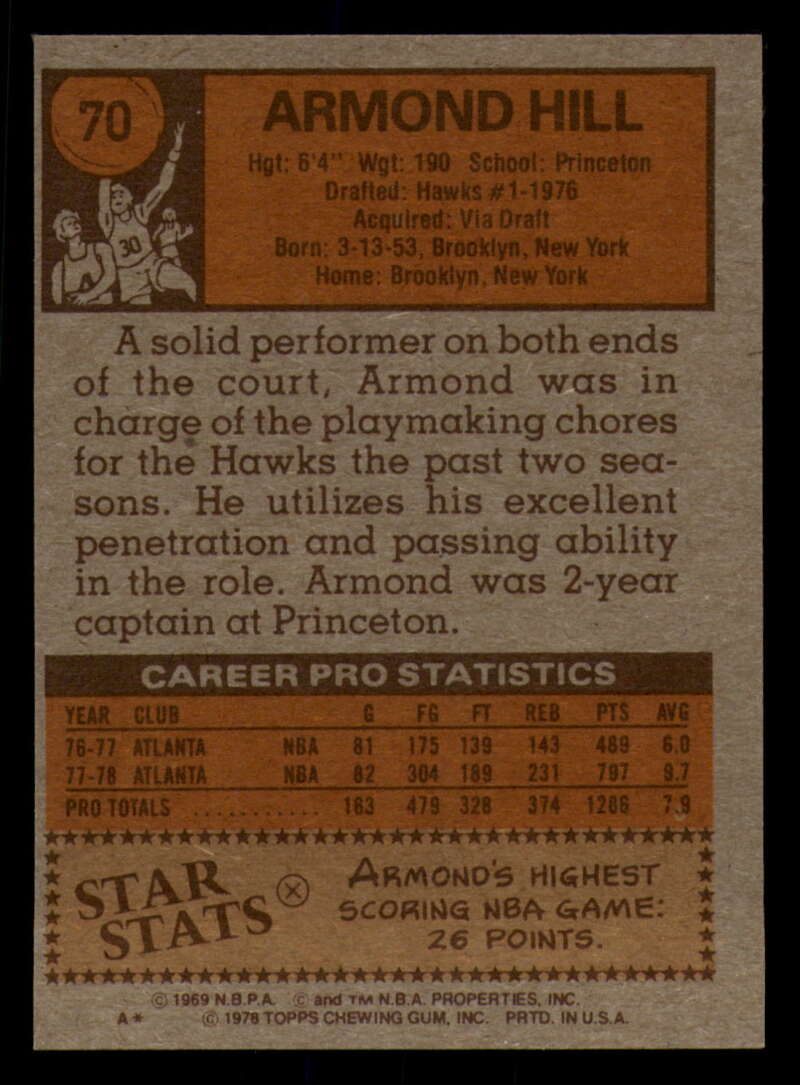 70
ARMOND HILL
Hgt: 6'4" Wgt: 190 School: Princeton
Drafted: Hawks #1-1976
Acquired: Via Draft
Born: 3-13-53, Brooklyn, New York
Home: Brooklyn, New York
30
A solid performer on both ends
of the court, Armond was in
charge of the playmaking chores
for the Hawks the past two sea-
sons. He utilizes his excellent
penetration and passing ability
in the role. Armond was 2-year
captain at Princeton.
CAREER PRO STATISTICS
YEAR CLUB G FG FT REB PTS AVG
76-77 ATLANTA NBA 81 175 139 143 489 6.0
77-78 ATLANTA NBA 82 304 189 231 797 9.7
PRO TOTALS ........... 163 479 328 374 1286 7.9
STAR
STATS
ARMOND'S HIGHEST
SCORING NBA GAME:
26 POINTS.
© 1969 N.B.P.A. © and TM N.B.A. PROPERTIES, INC.
A* © 1978 TOPPS CHEWING GUM, INC. PRTD. IN U.S.A.